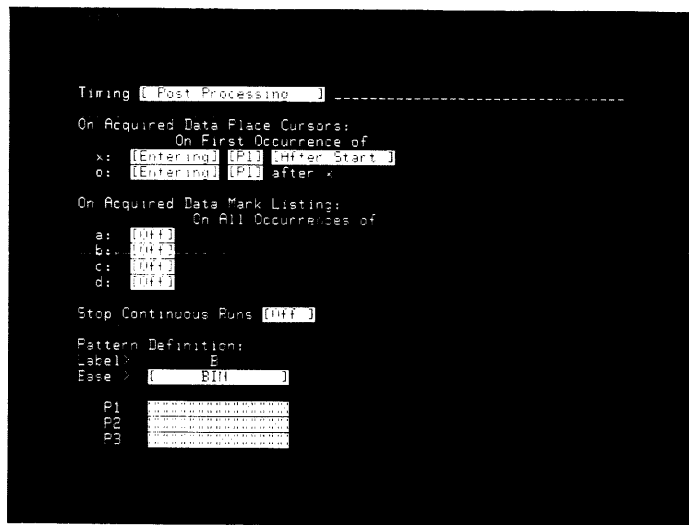 Timing [ Post Processing ]
On Acquired Data Place Cursors:
On First Occurrence of
x: [Entering] [P1] [After Start ]
o: [Entering] [P1] after x
On Acquired Data Mark Listing:
On All Occurrences of
a: [Off]
b: [Off]
c: [Off]
d: [Off]
Stop Continuous Runs [Off ]
Pattern Definition:
Label> B
Base > [ BIN ]
P1
P2
P3